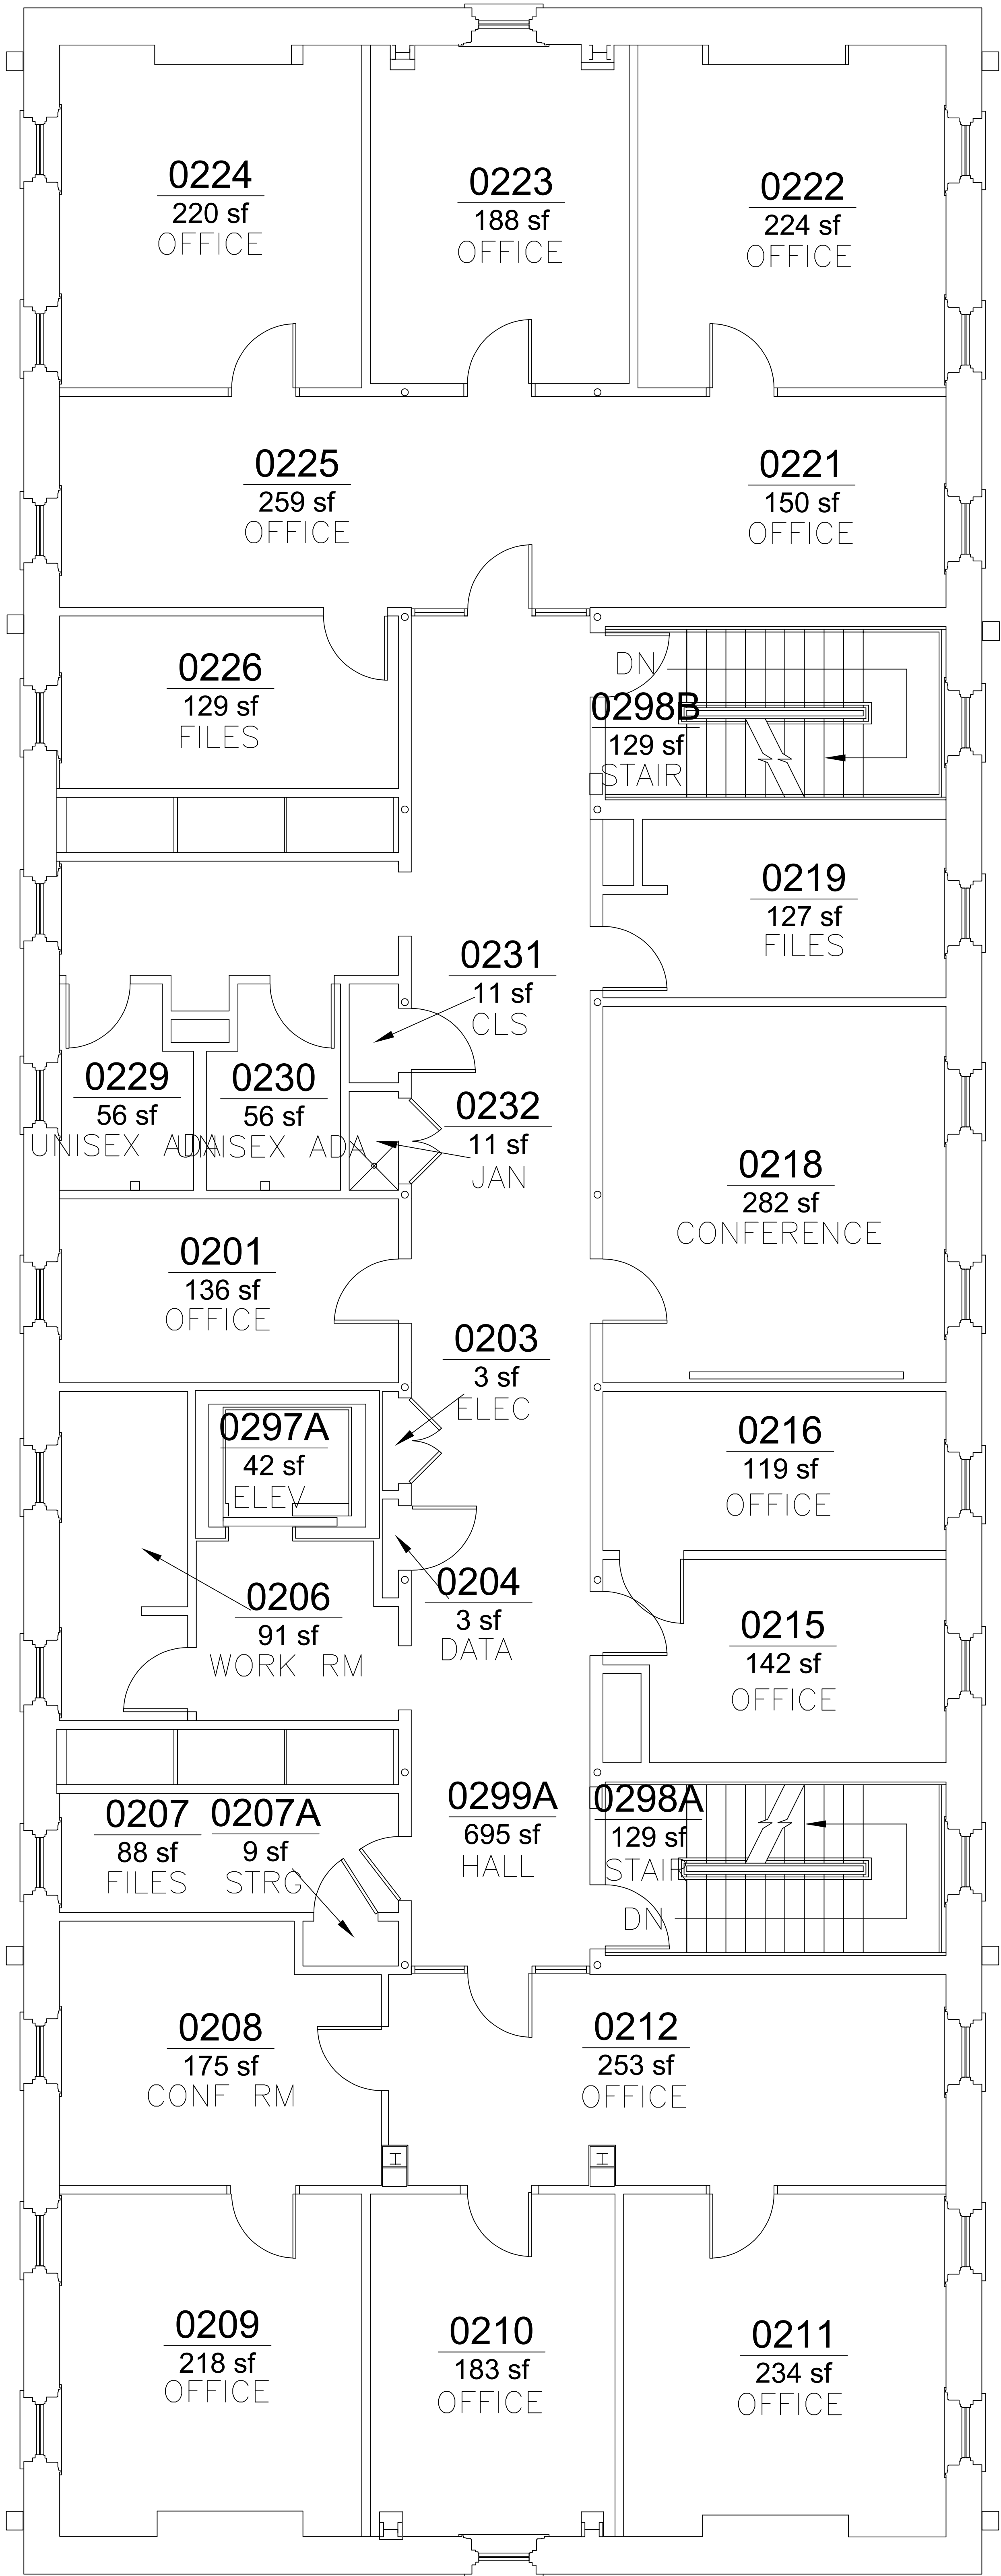 0224
220 sf
OFFICE
0223
188 sf
OFFICE
0222
224 sf
OFFICE
0225
259 sf
OFFICE
0221
150 sf
OFFICE
0226
129 sf
FILES
DN
0298B
129 sf
STAIR
0219
127 sf
FILES
0231
11 sf
CLS
0229
56 sf
UNISEX ADA
0230
56 sf
UNISEX ADA
0232
11 sf
JAN
0218
282 sf
CONFERENCE
0201
136 sf
OFFICE
0203
3 sf
ELEC
0297A
42 sf
ELEV
0216
119 sf
OFFICE
0206
91 sf
WORK RM
0204
3 sf
DATA
0215
142 sf
OFFICE
0207
88 sf
FILES
0207A
9 sf
STRG
0299A
695 sf
HALL
0298A
129 sf
STAIR
DN
0208
175 sf
CONF RM
0212
253 sf
OFFICE
0209
218 sf
OFFICE
0210
183 sf
OFFICE
0211
234 sf
OFFICE